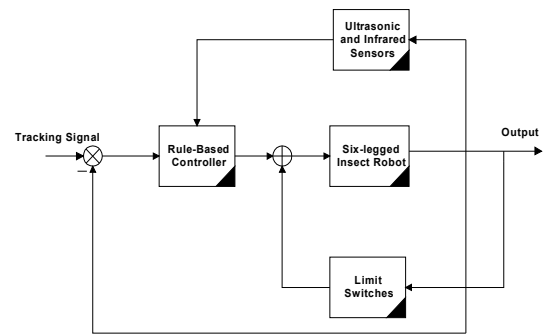 Ultrasonic
and Infrared
Sensors
Tracking Signal
Rule-Based
Controller
Six-legged
Insect Robot
Output
–
Limit
Switches